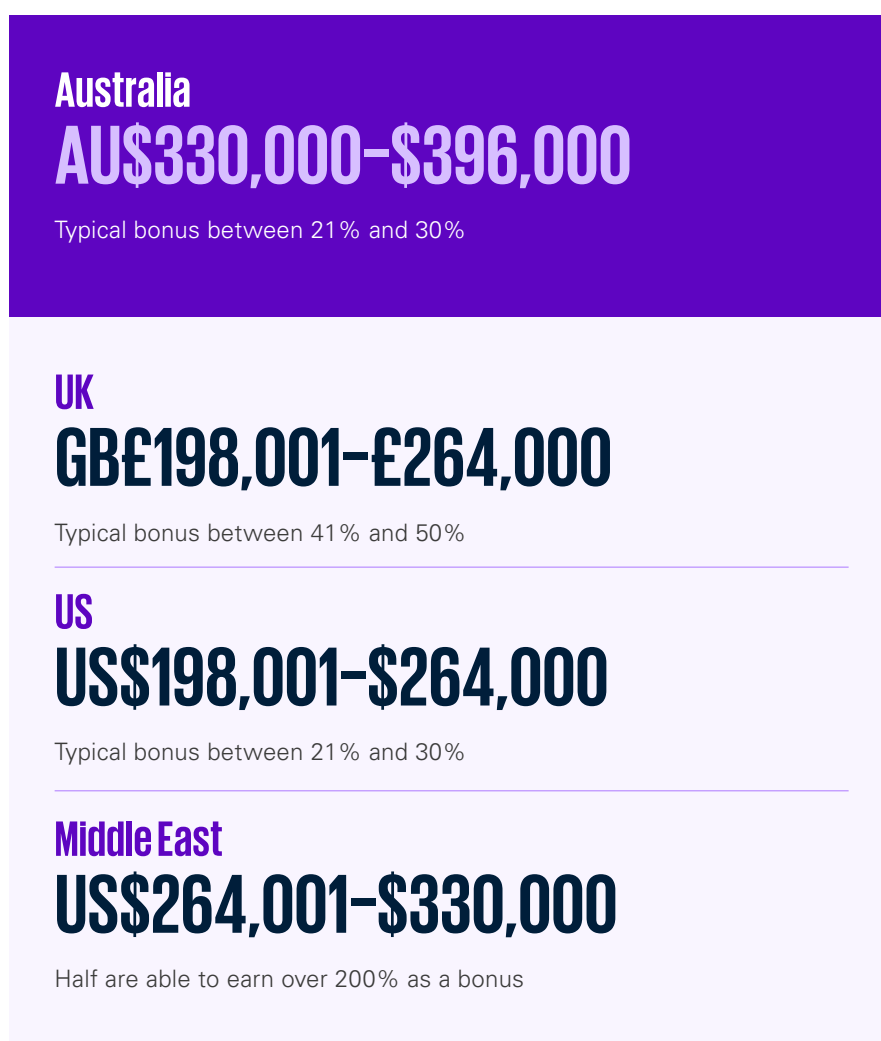 Australia
AU$330,000–$396,000
Typical bonus between 21% and 30%
UK
GB£198,001–£264,000
Typical bonus between 41% and 50%
US
US$198,001–$264,000
Typical bonus between 21% and 30%
Middle East
US$264,001–$330,000
Half are able to earn over 200% as a bonus